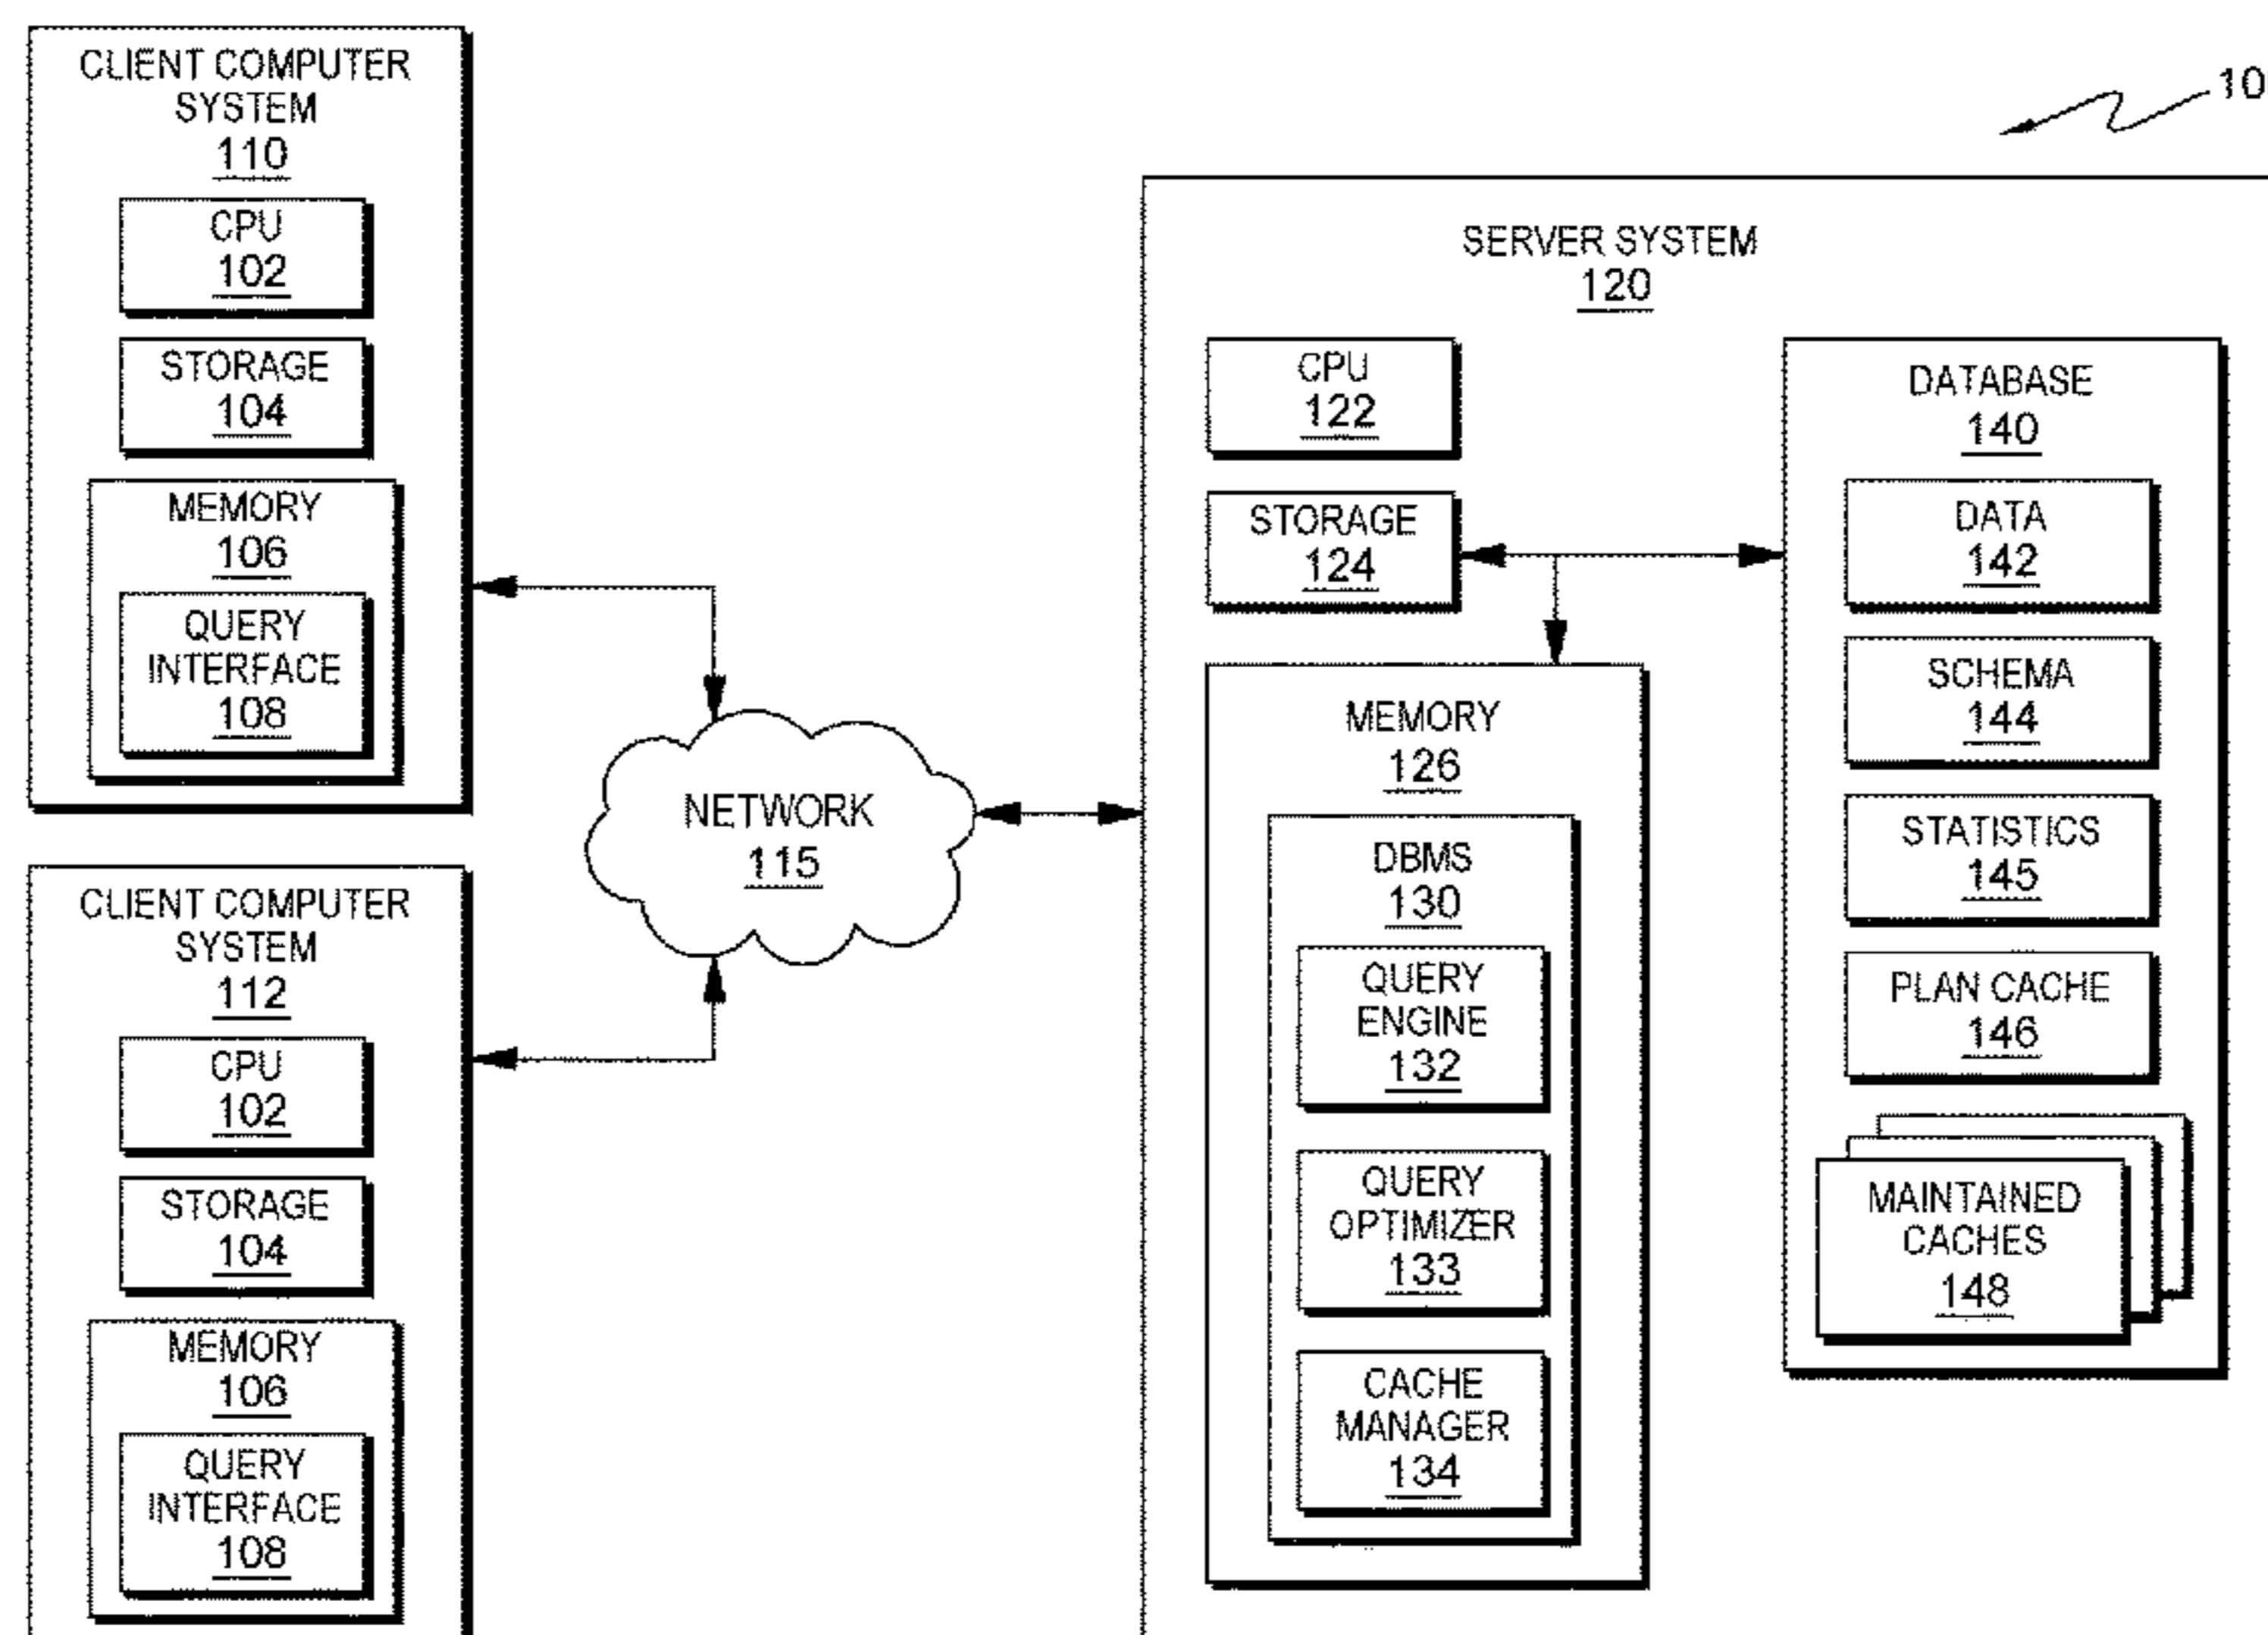 CLIENT COMPUTER
SYSTEM
110
CPU
102
STORAGE
104
MEMORY
106
QUERY
INTERFACE
108
CLIENT COMPUTER
SYSTEM
112
CPU
102
STORAGE
104
MEMORY
106
QUERY
INTERFACE
108
NETWORK
115
10
SERVER SYSTEM
120
CPU
122
STORAGE
124
MEMORY
126
DBMS
130
QUERY
ENGINE
132
QUERY
OPTIMIZER
133
CACHE
MANAGER
134
DATABASE
140
DATA
142
SCHEMA
144
STATISTICS
145
PLAN CACHE
146
MAINTAINED
CACHES
148